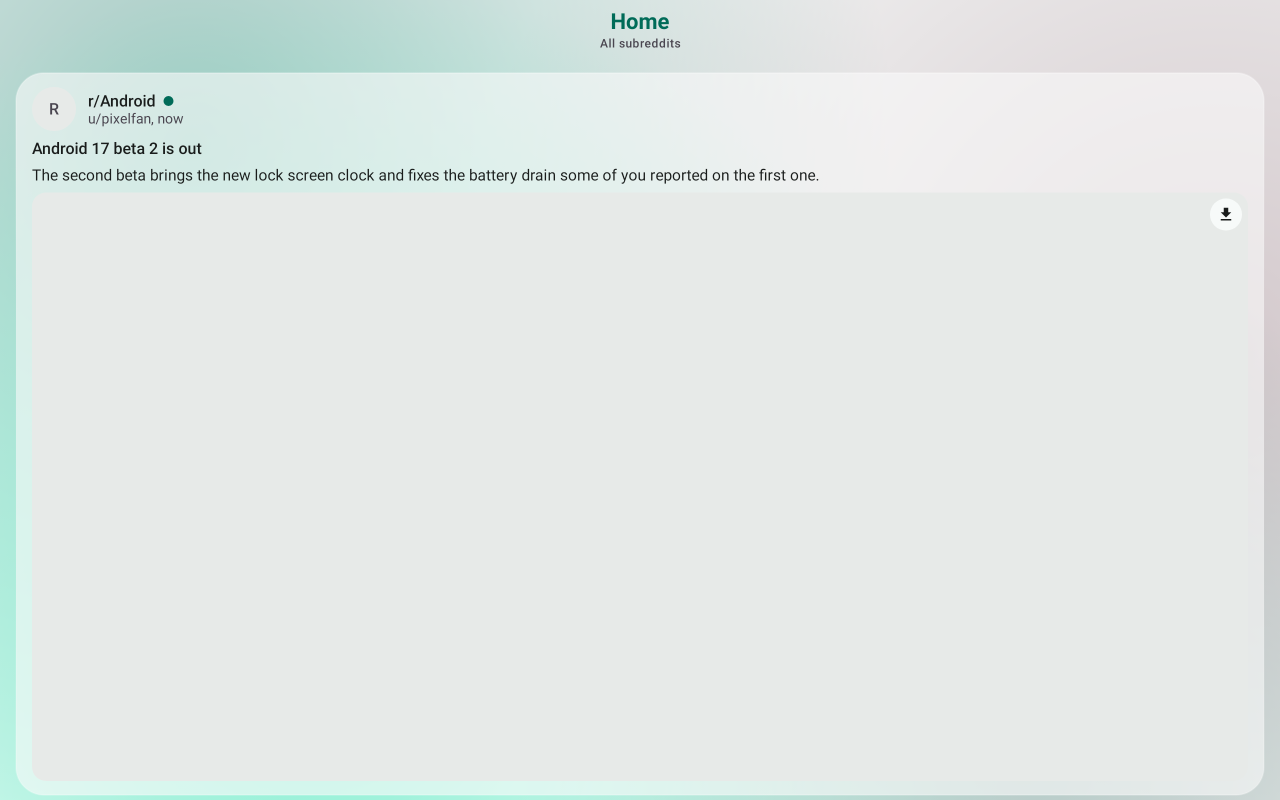 Home
All subreddits
R
r/Android
u/pixelfan, now
Android 17 beta 2 is out
The second beta brings the new lock screen clock and fixes the battery drain some of you reported on the first one.